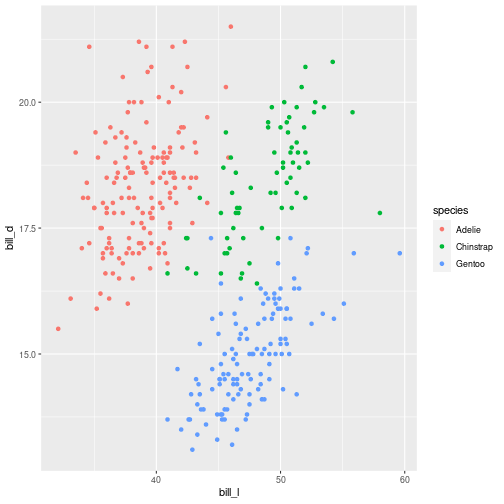 20.0
17.5
15.0
bill_d
40
50
60
bill_l
species
Adelie
Chinstrap
Gentoo